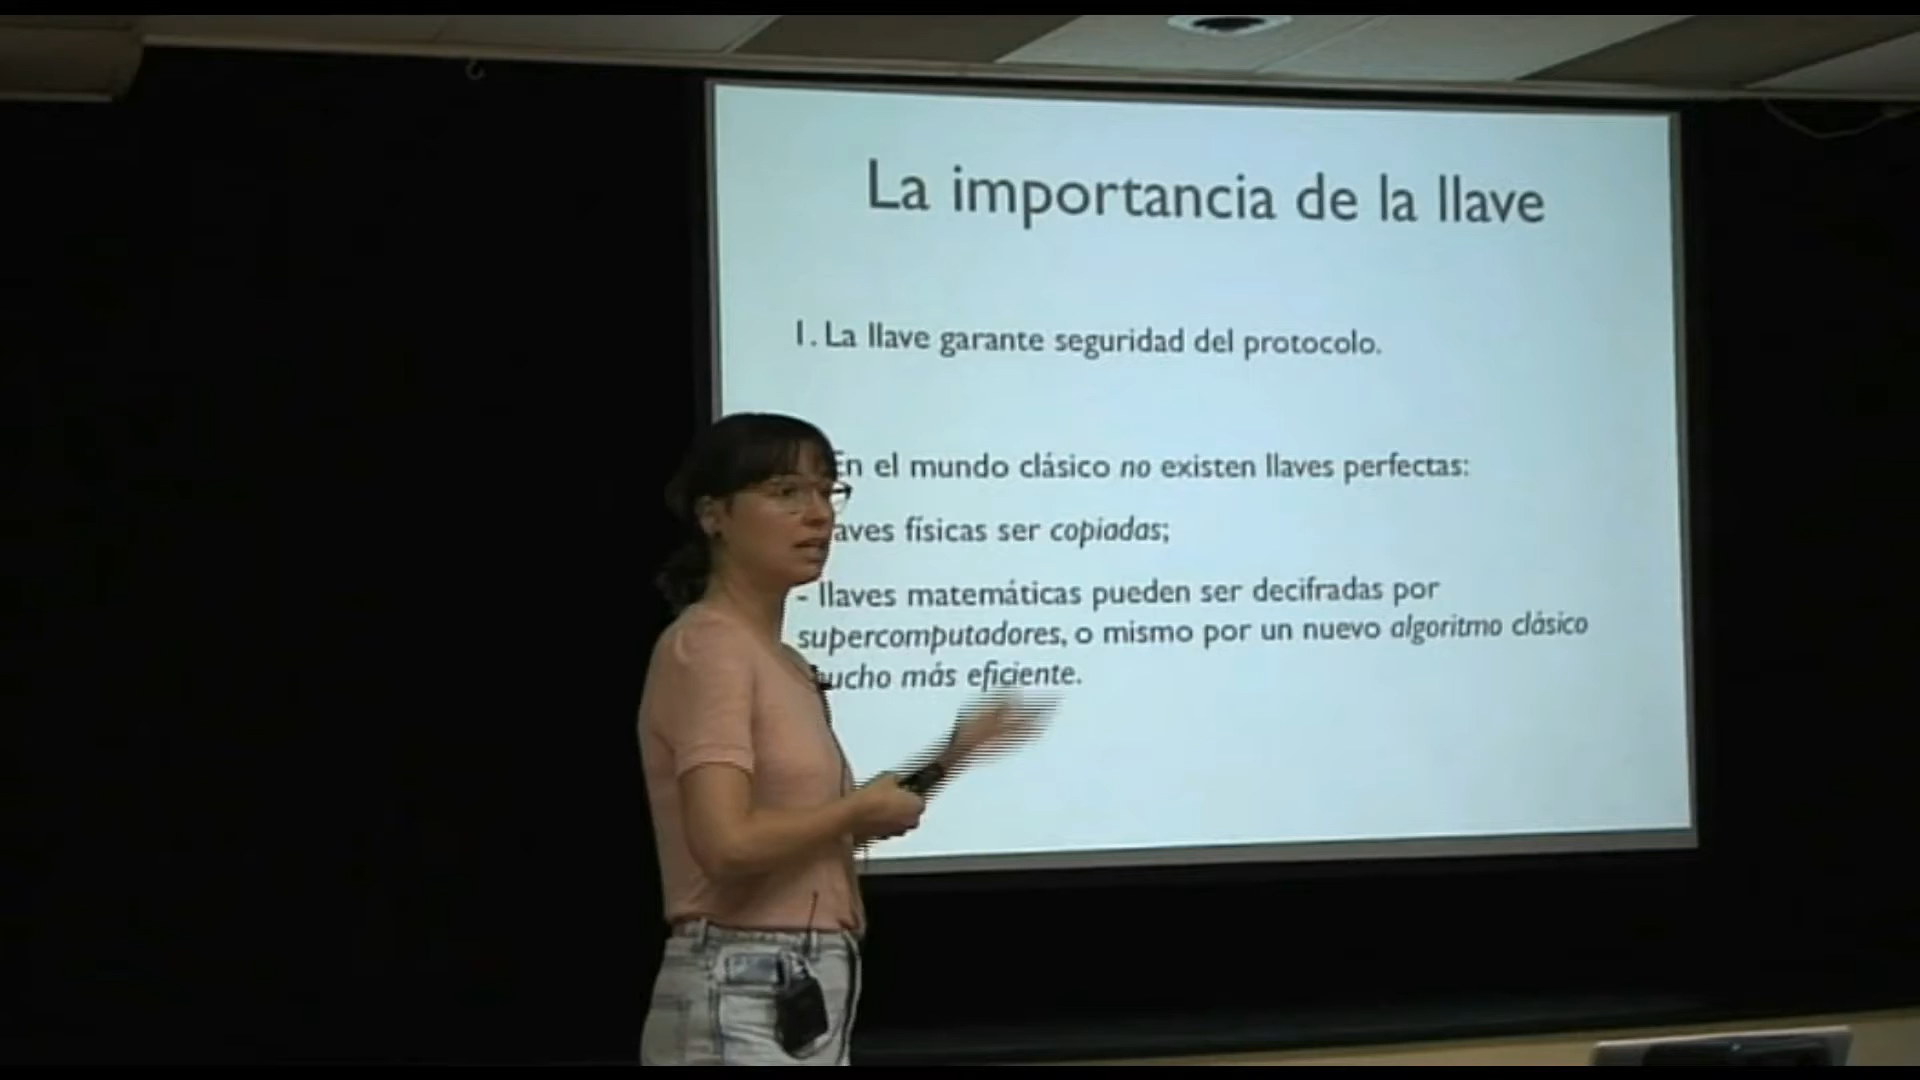 La importancia de la llave
1. La llave garante seguridad del protocolo.
En el mundo clásico no existen llaves perfectas:
físicas ser copiadas;
- llaves matemáticas pueden ser decifradas por
supercomputadores, o mismo por un nuevo algoritmo clásico
más eficiente.